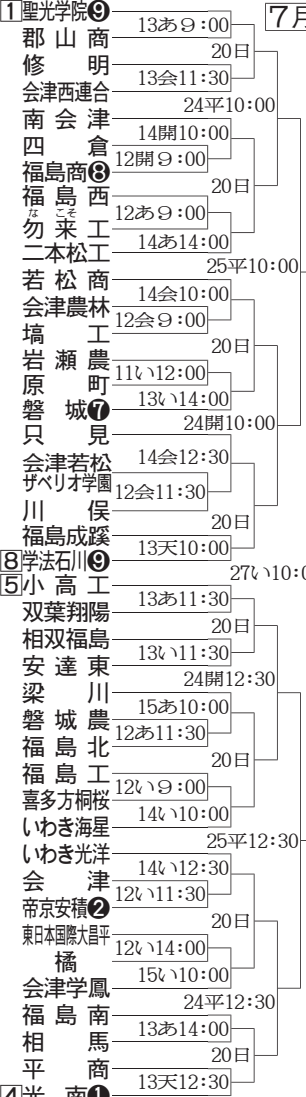 7月
1聖光学院❾
13あ9:00
郡山商
20日
修明
13会11:30
会津西連合
24平10:00
南会津
14開10:00
四倉
12開9:00
福島商❽
20日
福島西
12あ9:00
なこそ
勿来工
14あ14:00
二本松工
25平10:00
若松商
14会10:00
会津農林
12会9:00
塙工
20日
岩瀬農
11い12:00
原町
13い14:00
磐城❼
24開10:00
只見
14会12:30
会津若松
ザベリオ学園
12会11:30
川俣
20日
福島成蹊
13天10:00
8学法石川❾
27い10:0
5小高工
13あ11:30
双葉翔陽
20日
相双福島
13い11:30
安達東
24開12:30
梁川
15あ10:00
磐城農
12あ11:30
福島北
20日
福島工
12い9:00
喜多方桐桜
14い10:00
いわき海星
25平12:30
いわき光洋
14い12:30
会津
12い11:30
帝京安積❷
20日
東日本国際大昌平
12い14:00
橘
15い10:00
会津学鳳
24平12:30
福島南
13あ14:00
相馬
20日
平商
13天12:30
4光南❶